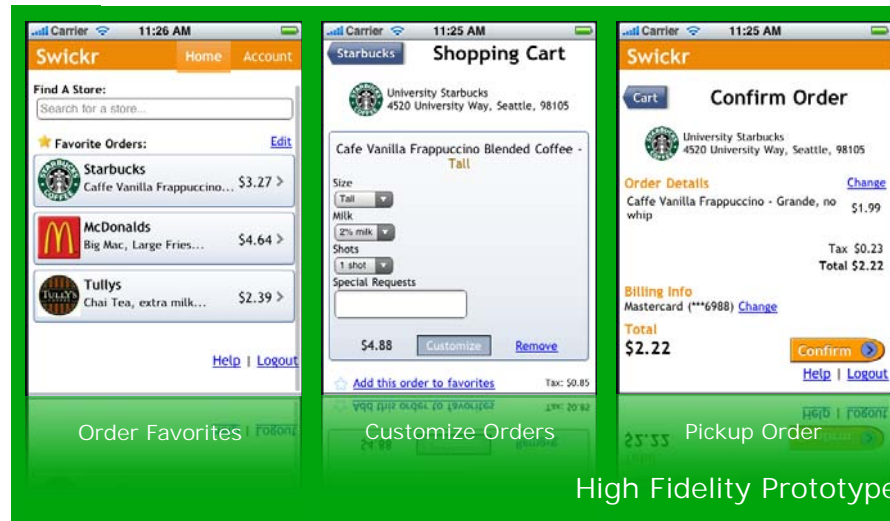 Carrier 11:26 AM
Swickr Home Account
Find A Store:
Search for a store...
Favorite Orders: Edit
Starbucks
Caffe Vanilla Frappuccino... $3.27 >
McDonalds
Big Mac, Large Fries... $4.64 >
Tullys
Chai Tea, extra milk... $2.39 >
Help | Logout
Order Favorites
Carrier 11:25 AM
Starbucks Shopping Cart
University Starbucks
4520 University Way, Seattle, 98105
Cafe Vanilla Frappuccino Blended Coffee -
Tall
Size
Tall
Milk
2% milk
Shots
1 shot
Special Requests
$4.88 Customize Remove
Add this order to favorites Tax: $0.85
Customize Orders
Carrier 11:25 AM
Swickr
Cart Confirm Order
University Starbucks
4520 University Way, Seattle, 98105
Order Details Change
Caffe Vanilla Frappuccino - Grande, no
whip $1.99
Tax $0.23
Total $2.22
Billing Info
Mastercard (***6988) Change
Total
$2.22 Confirm
Help | Logout
Pickup Order
High Fidelity Prototype